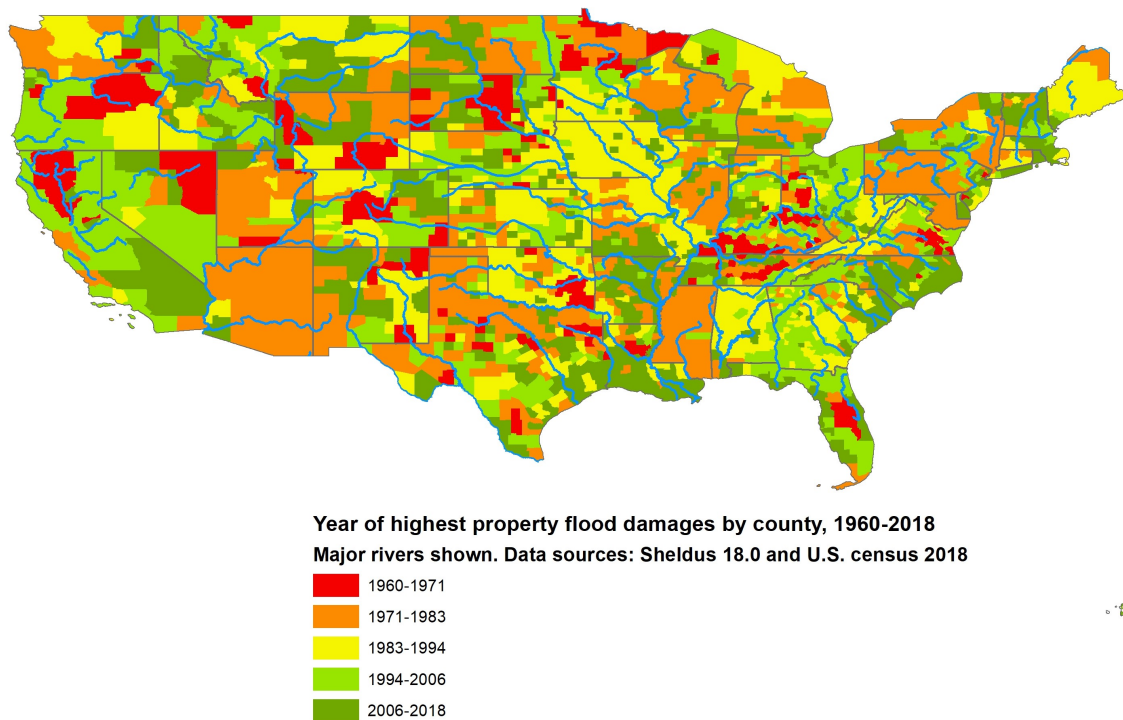 Year of highest property flood damages by county, 1960-2018
Major rivers shown. Data sources: Sheldus 18.0 and U.S. census 2018
1960-1971
1971-1983
1983-1994
1994-2006
2006-2018